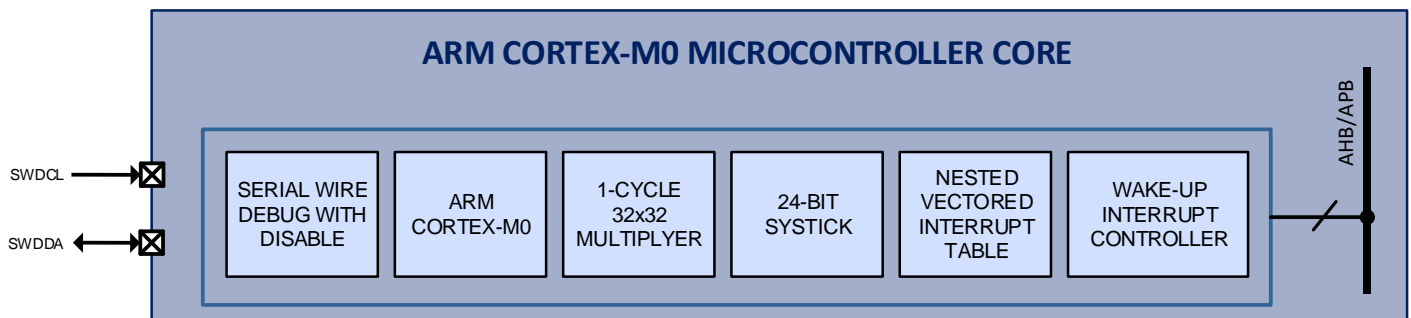 ARM CORTEX-M0 MICROCONTROLLER CORE
AHB/APB
SWDCL
SWDDA
SERIAL WIRE
DEBUG WITH
DISABLE
ARM
CORTEX-M0
1-CYCLE
32x32
MULTIPLYER
24-BIT
SYSTICK
NESTED
VECTORED
INTERRUPT
TABLE
WAKE-UP
INTERRUPT
CONTROLLER